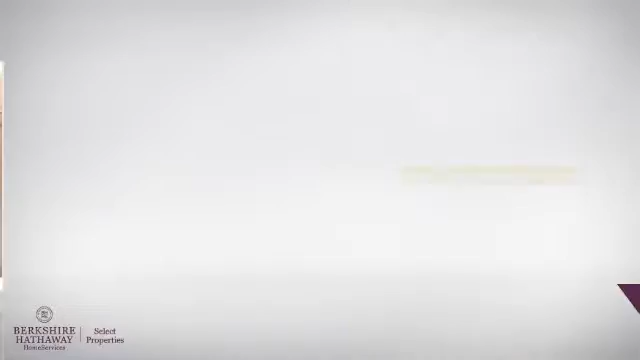 BERKSHIRE
HATHAWAY
HomeServices
Select
Properties